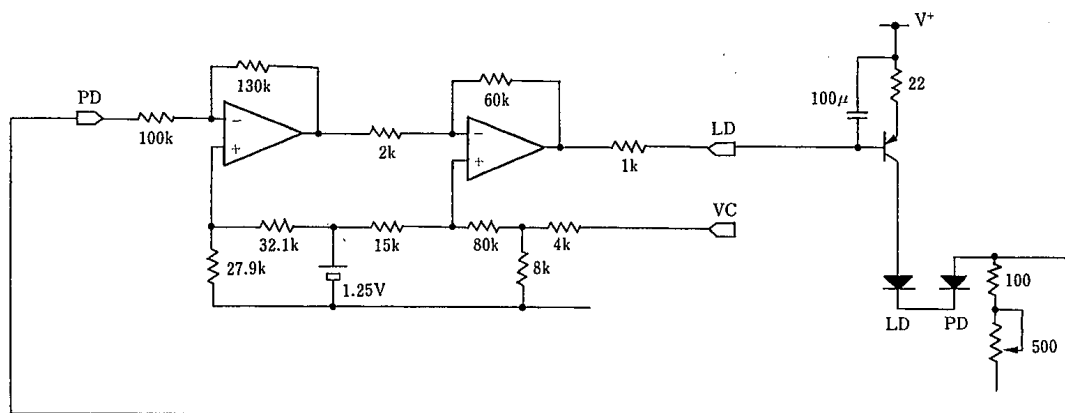 V⁺
130k
PD
22
60k
100μ
100k
−
+
2k
−
+
LD
1k
VC
32.1k
15k
80k
4k
27.9k
8k
1.25V
100
LD
PD
500